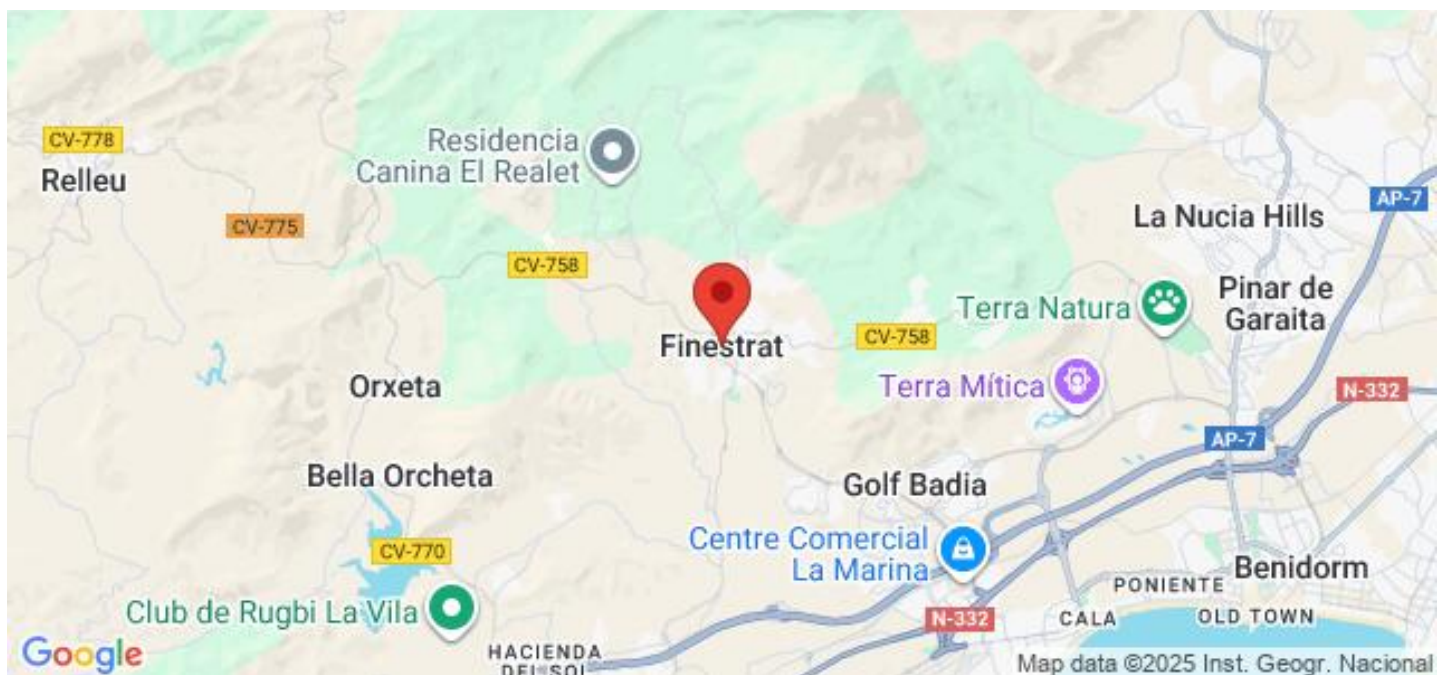 CV-778
Relleu
Residencia
Canina El Realet
AP-7
La Nucia Hills
CV-775
CV-758
Terra Natura
Pinar de
Garaita
Finestrat
CV-758
Orxeta
Terra Mítica
N-332
AP-7
Bella Orcheta
Golf Badia
Centre Comercial
La Marina
CV-770
Benidorm
PONIENTE
Club de Rugbi La Vila
N-332
CALA
OLD TOWN
HACIENDA
DEL SOL
Google
Map data ©2025 Inst. Geogr. Nacional